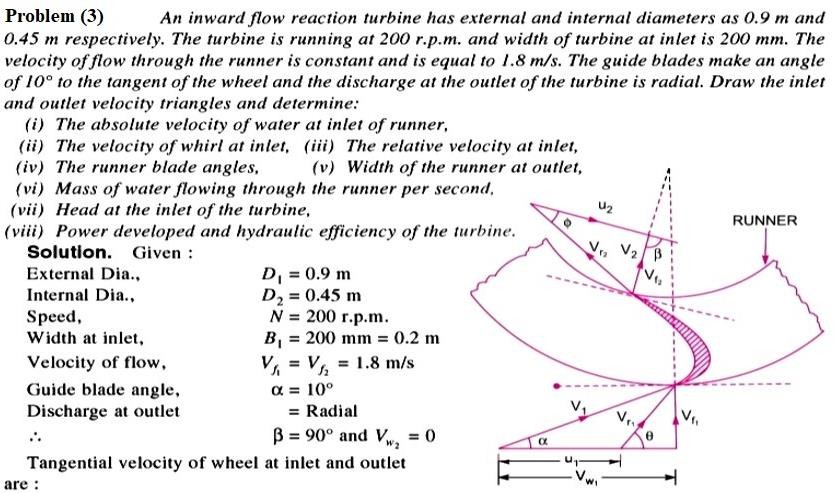 Problem (3) An inward flow reaction turbine has external and internal diameters as 0.9 m and
0.45 m respectively. The turbine is running at 200 r.p.m. and width of turbine at inlet is 200 mm. The
velocity of flow through the runner is constant and is equal to 1.8 m/s. The guide blades make an angle
of 10° to the tangent of the wheel and the discharge at the outlet of the turbine is radial. Draw the inlet
and outlet velocity triangles and determine:
(i) The absolute velocity of water at inlet of runner,
(ii) The velocity of whirl at inlet, (iii) The relative velocity at inlet,
(iv) The runner blade angles, (v) Width of the runner at outlet,
(vi) Mass of water flowing through the runner per second,
(vii) Head at the inlet of the turbine,
(viii) Power developed and hydraulic efficiency of the turbine.
Solution. Given :
External Dia., D₁ = 0.9 m
Internal Dia., D₂ = 0.45 m
Speed, N = 200 r.p.m.
Width at inlet, B₁ = 200 mm = 0.2 m
Velocity of flow, V_f₁ = V_f₂ = 1.8 m/s
Guide blade angle, α = 10°
Discharge at outlet = Radial
∴ β = 90° and V_w₂ = 0
Tangential velocity of wheel at inlet and outlet
are :
u₂
RUNNER
ϕ
V_r₂ V₂ β
V_f₂
V₁ V_r₁ V_f₁
α θ
u₁
V_w₁